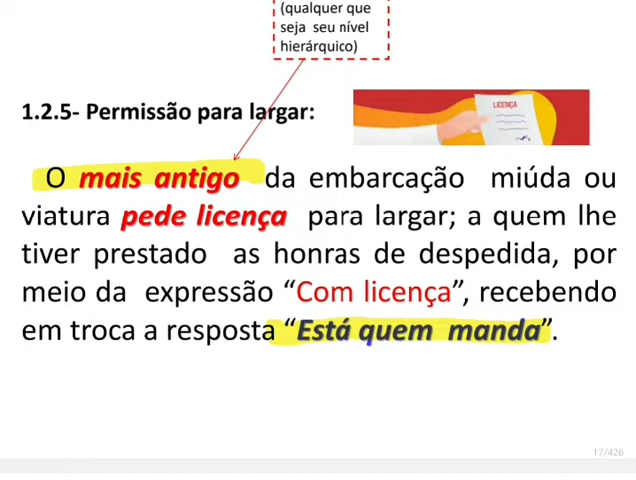 (qualquer que
seja seu nível
hierárquico)
1.2.5- Permissão para largar:
LICENÇA
O mais antigo da embarcação miúda ou
viatura pede licença para largar; a quem lhe
tiver prestado as honras de despedida, por
meio da expressão “Com licença”, recebendo
em troca a resposta “Está quem manda”.
17/426